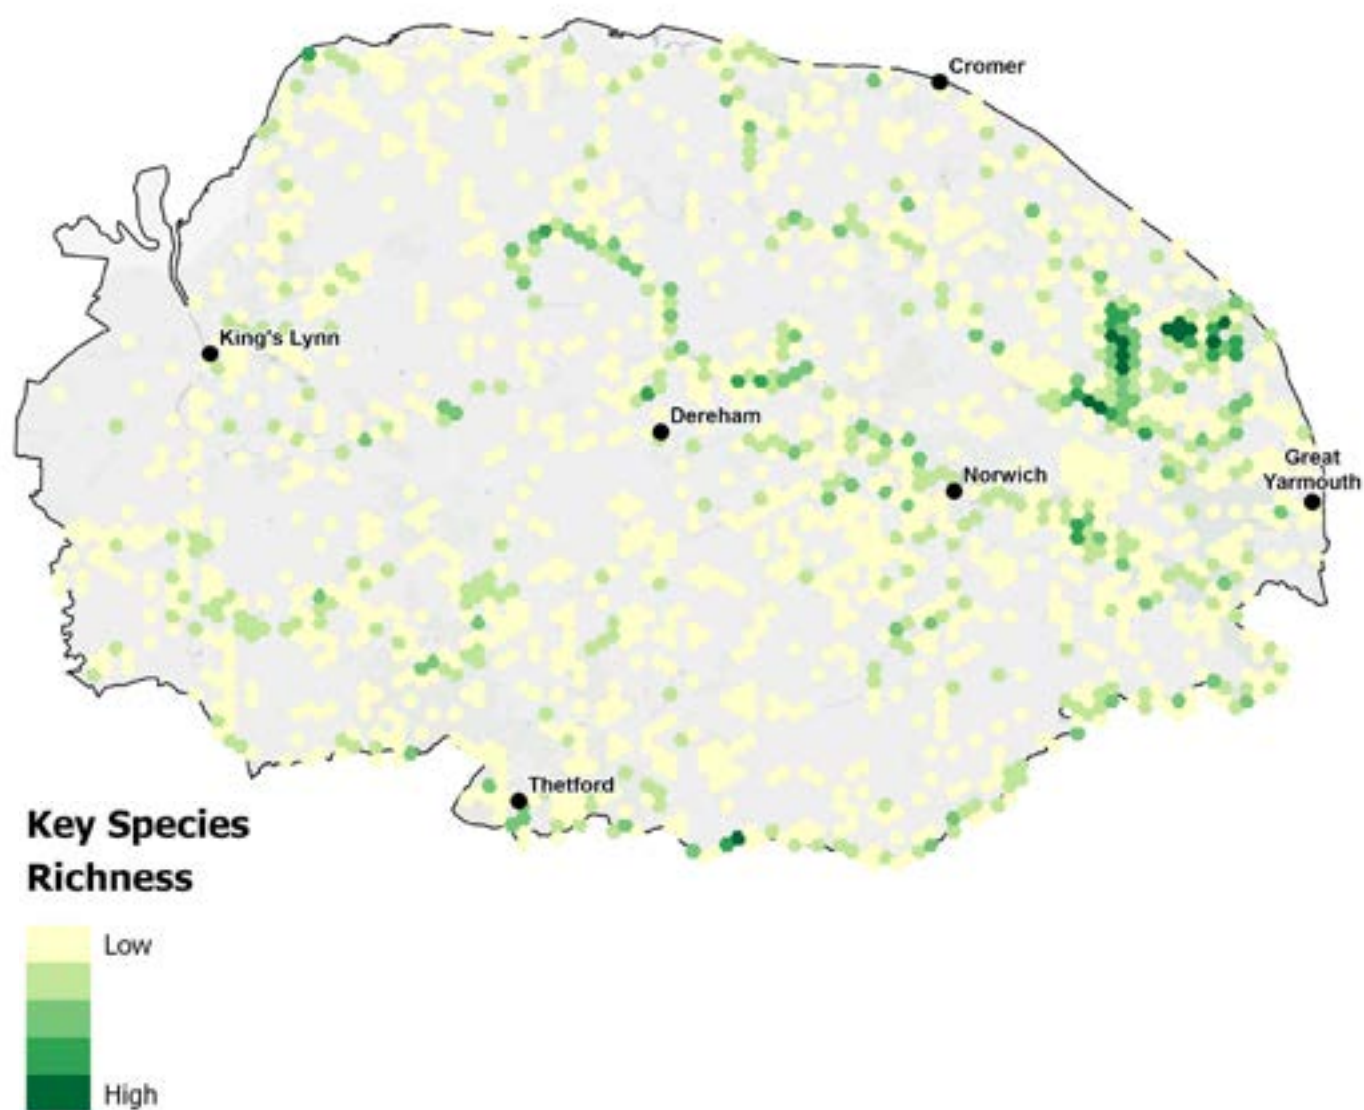 Cromer
King's Lynn
Dereham
Great
Yarmouth
Norwich
Thetford
Key Species
Richness
Low
High